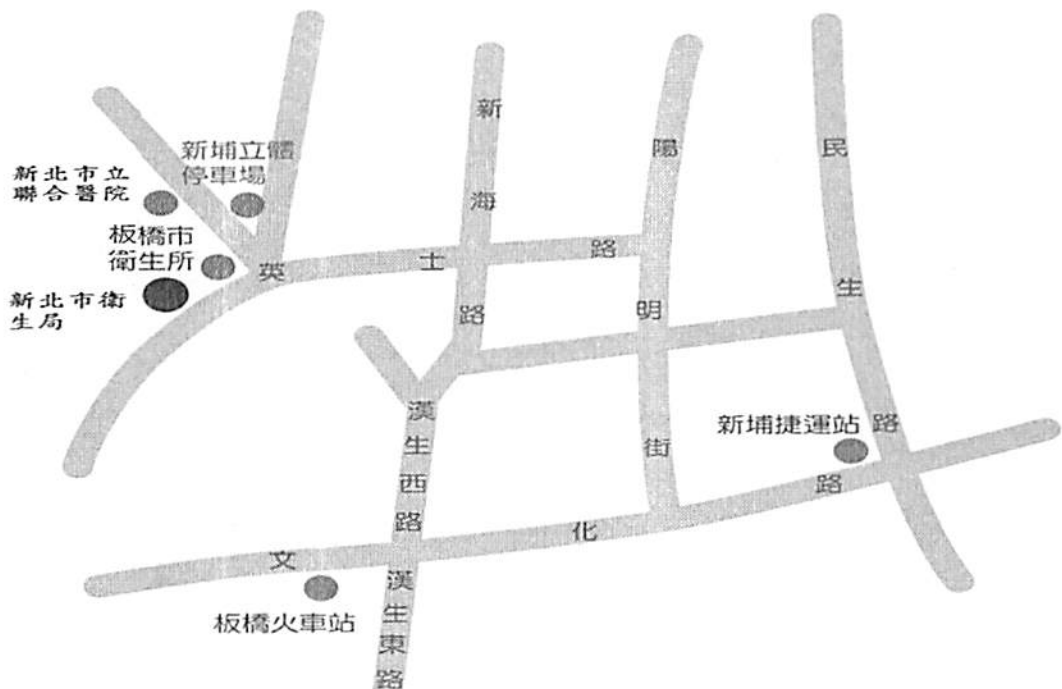 新北市立
聯合醫院
新埔立體
停車場
板橋市
衛生所
新北市衛
生局
英士路
新海路
陽明街
民生路
漢生西路
新埔捷運站
文化路
板橋火車站
漢生東路